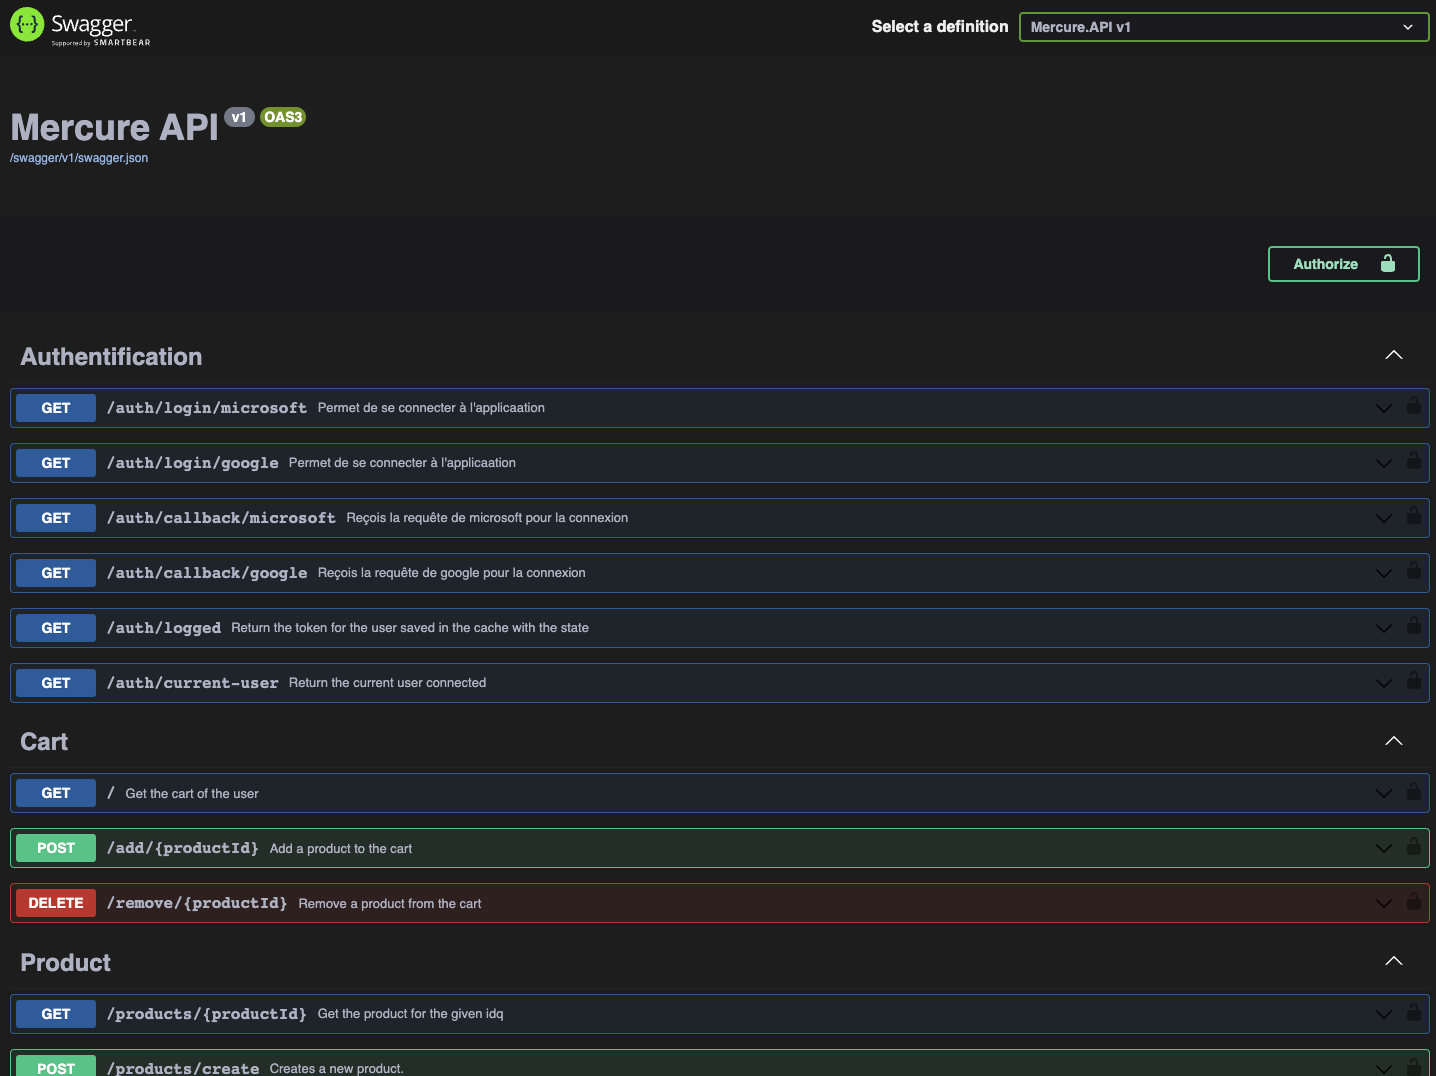 Swagger
Supported by SMARTBEAR
Select a definition
Mercure.API v1
Mercure API v1 OAS3
/swagger/v1/swagger.json
Authorize
Authentification
GET /auth/login/microsoft Permet de se connecter à l'applicaation
GET /auth/login/google Permet de se connecter à l'applicaation
GET /auth/callback/microsoft Reçois la requête de microsoft pour la connexion
GET /auth/callback/google Reçois la requête de google pour la connexion
GET /auth/logged Return the token for the user saved in the cache with the state
GET /auth/current-user Return the current user connected
Cart
GET / Get the cart of the user
POST /add/{productId} Add a product to the cart
DELETE /remove/{productId} Remove a product from the cart
Product
GET /products/{productId} Get the product for the given idq
POST /products/create Creates a new product.